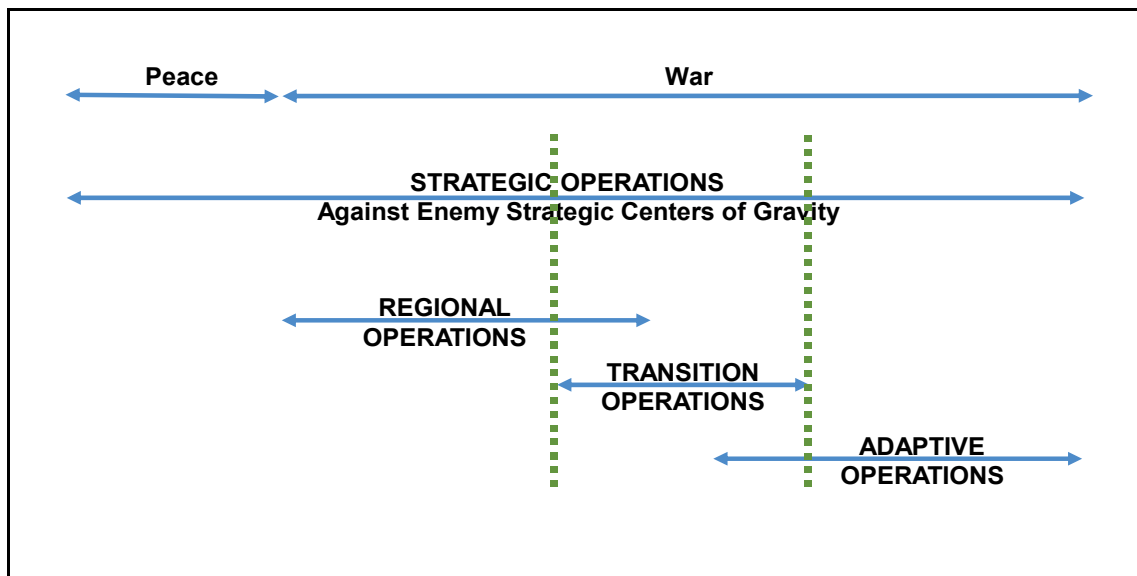 Peace
War
STRATEGIC OPERATIONS
Against Enemy Strategic Centers of Gravity
REGIONAL
OPERATIONS
TRANSITION
OPERATIONS
ADAPTIVE
OPERATIONS